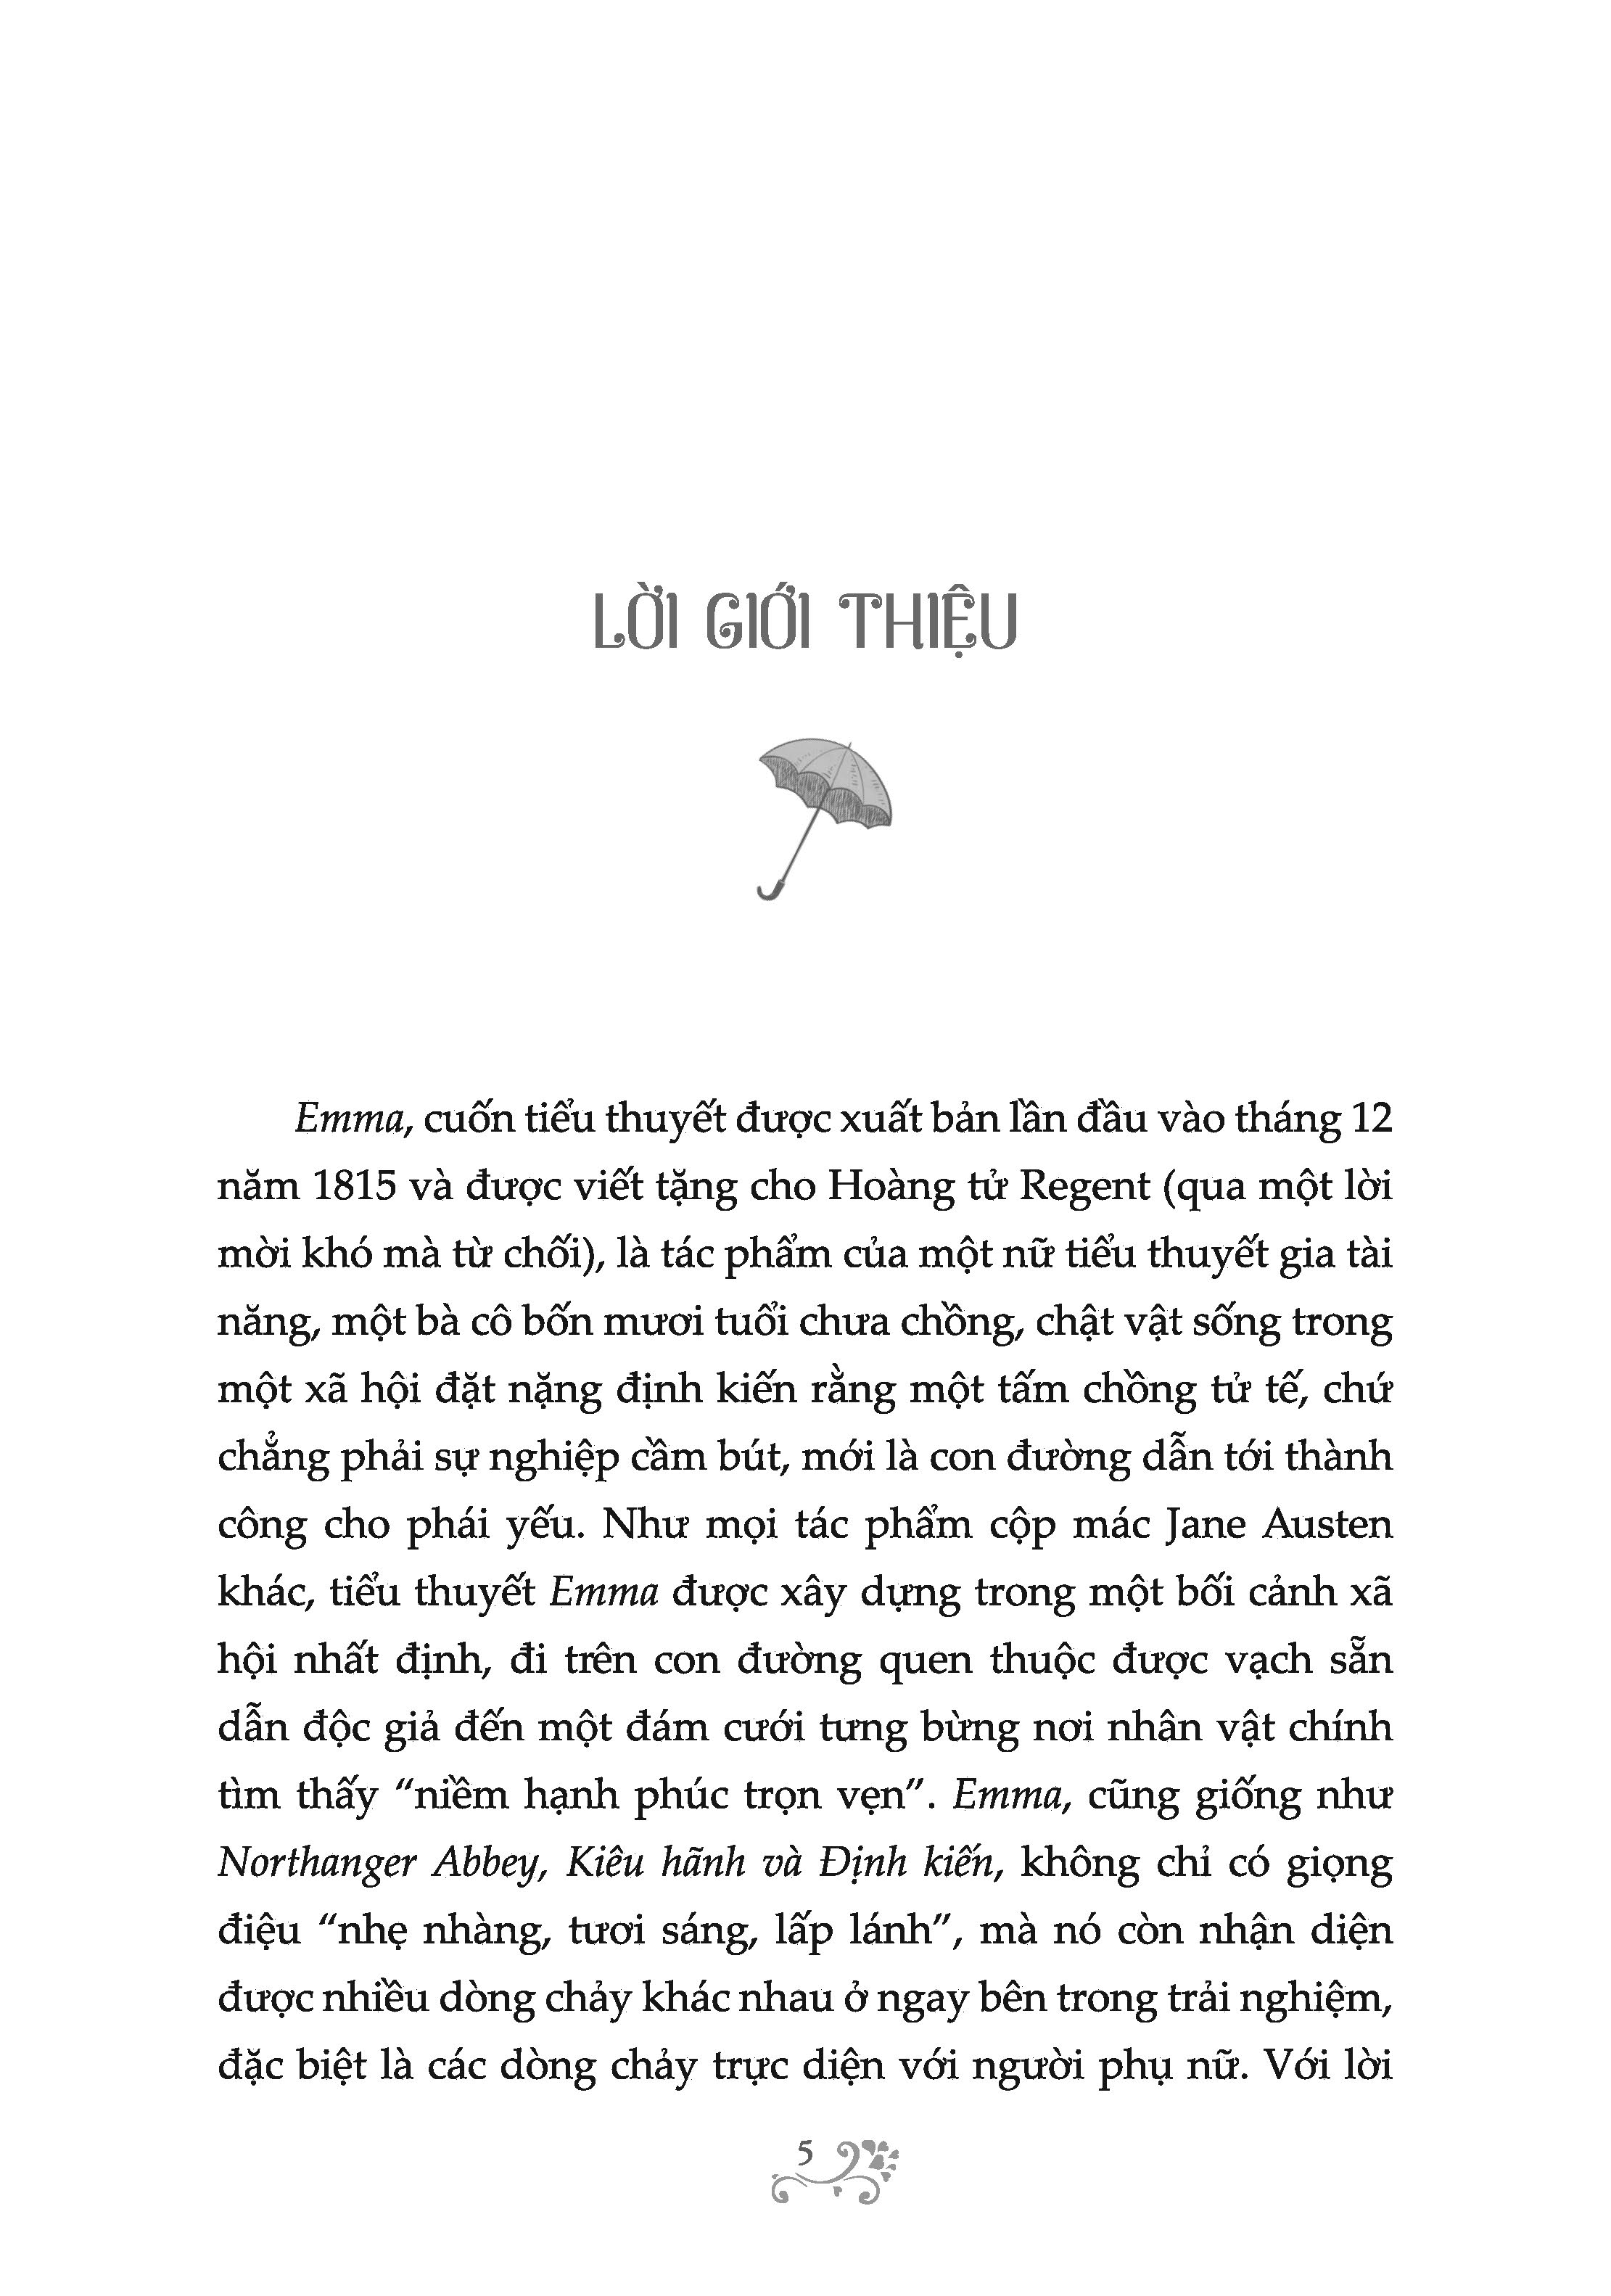 LỜI GIỚI THIỆU
Emma, cuốn tiểu thuyết được xuất bản lần đầu vào tháng 12
năm 1815 và được viết tặng cho Hoàng tử Regent (qua một lời
mời khó mà từ chối), là tác phẩm của một nữ tiểu thuyết gia tài
năng, một bà cô bốn mươi tuổi chưa chồng, chật vật sống trong
một xã hội đặt nặng định kiến rằng một tấm chồng tử tế, chứ
chẳng phải sự nghiệp cầm bút, mới là con đường dẫn tới thành
công cho phái yếu. Như mọi tác phẩm cộp mác Jane Austen
khác, tiểu thuyết Emma được xây dựng trong một bối cảnh xã
hội nhất định, đi trên con đường quen thuộc được vạch sẵn
dẫn độc giả đến một đám cưới tưng bừng nơi nhân vật chính
tìm thấy “niềm hạnh phúc trọn vẹn”. Emma, cũng giống như
Northanger Abbey, Kiêu hãnh và Định kiến, không chỉ có giọng
điệu “nhẹ nhàng, tươi sáng, lấp lánh”, mà nó còn nhận diện
được nhiều dòng chảy khác nhau ở ngay bên trong trải nghiệm,
đặc biệt là các dòng chảy trực diện với người phụ nữ. Với lời
5